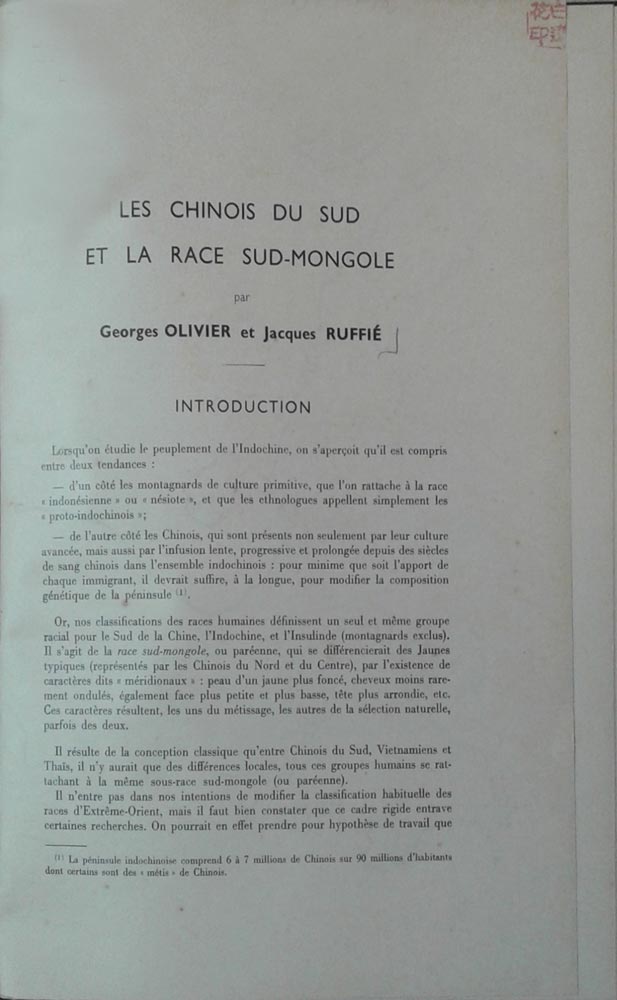 LES CHINOIS DU SUD
ET LA RACE SUD-MONGOLE
par
Georges OLIVIER et Jacques RUFFIÉ
INTRODUCTION
Lorsqu'on étudie le peuplement de l'Indochine, on s'aperçoit qu'il est compris
entre deux tendances :
— d'un côté les montagnards de culture primitive, que l'on rattache à la race
« indonésienne » ou « nésiote », et que les ethnologues appellent simplement les
« proto-indochinois »;
— de l'autre côté les Chinois, qui sont présents non seulement par leur culture
avancée, mais aussi par l'infusion lente, progressive et prolongée depuis des siècles
de sang chinois dans l'ensemble indochinois : pour minime que soit l'apport de
chaque immigrant, il devrait suffire, à la longue, pour modifier la composition
génétique de la péninsule (1).
Or, nos classifications des races humaines définissent un seul et même groupe
racial pour le Sud de la Chine, l'Indochine, et l'Insulinde (montagnards exclus).
Il s'agit de la race sud-mongole, ou paréenne, qui se différencierait des Jaunes
typiques (représentés par les Chinois du Nord et du Centre), par l'existence de
caractères dits « méridionaux » : peau d'un jaune plus foncé, cheveux moins rare-
ment ondulés, également face plus petite et plus basse, tête plus arrondie, etc.
Ces caractères résultent, les uns du métissage, les autres de la sélection naturelle,
parfois des deux.
Il résulte de la conception classique qu'entre Chinois du Sud, Vietnamiens et
Thaïs, il n'y aurait que des différences locales, tous ces groupes humains se rat-
tachant à la même sous-race sud-mongole (ou paréenne).
Il n'entre pas dans nos intentions de modifier la classification habituelle des
races d'Extrême-Orient, mais il faut bien constater que ce cadre rigide entrave
certaines recherches. On pourrait en effet prendre pour hypothèse de travail que
(1) La péninsule indochinoise comprend 6 à 7 millions de Chinois sur 90 millions d'habitants
dont certains sont des « métis » de Chinois.